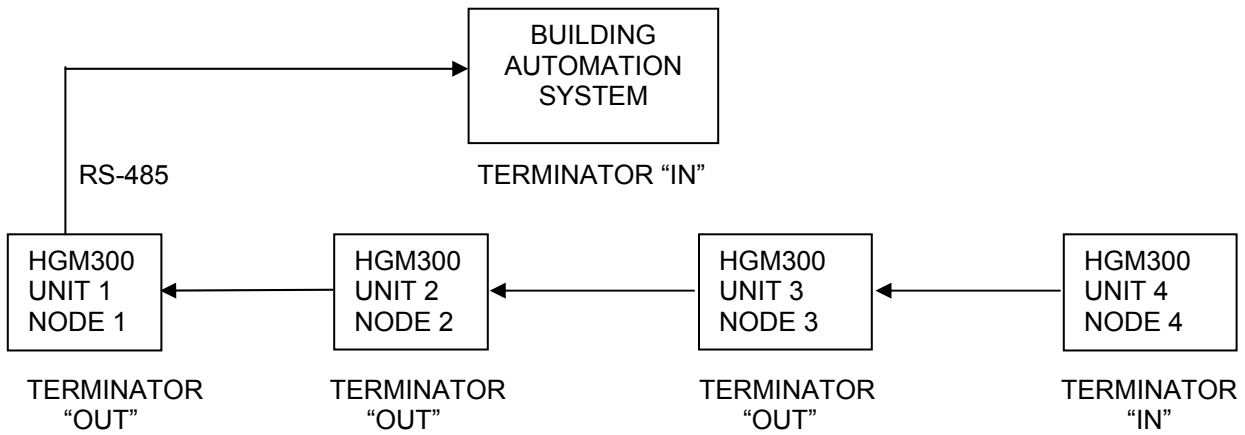 BUILDING
AUTOMATION
SYSTEM
RS-485
TERMINATOR “IN”
HGM300
UNIT 1
NODE 1
HGM300
UNIT 2
NODE 2
HGM300
UNIT 3
NODE 3
HGM300
UNIT 4
NODE 4
TERMINATOR
“OUT”
TERMINATOR
“OUT”
TERMINATOR
“OUT”
TERMINATOR
“IN”